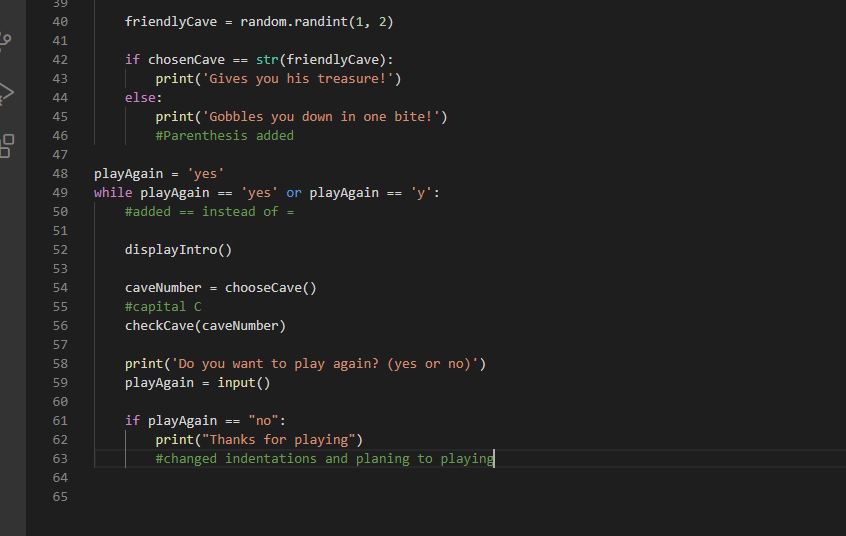 39
40 friendlyCave = random.randint(1, 2)
41
42 if chosenCave == str(friendlyCave):
43 print('Gives you his treasure!')
44 else:
45 print('Gobbles you down in one bite!')
46 #Parenthesis added
47
48 playAgain = 'yes'
49 while playAgain == 'yes' or playAgain == 'y':
50 #added == instead of =
51
52 displayIntro()
53
54 caveNumber = chooseCave()
55 #capital C
56 checkCave(caveNumber)
57
58 print('Do you want to play again? (yes or no)')
59 playAgain = input()
60
61 if playAgain == "no":
62 print("Thanks for playing")
63 #changed indentations and planing to playing
64
65